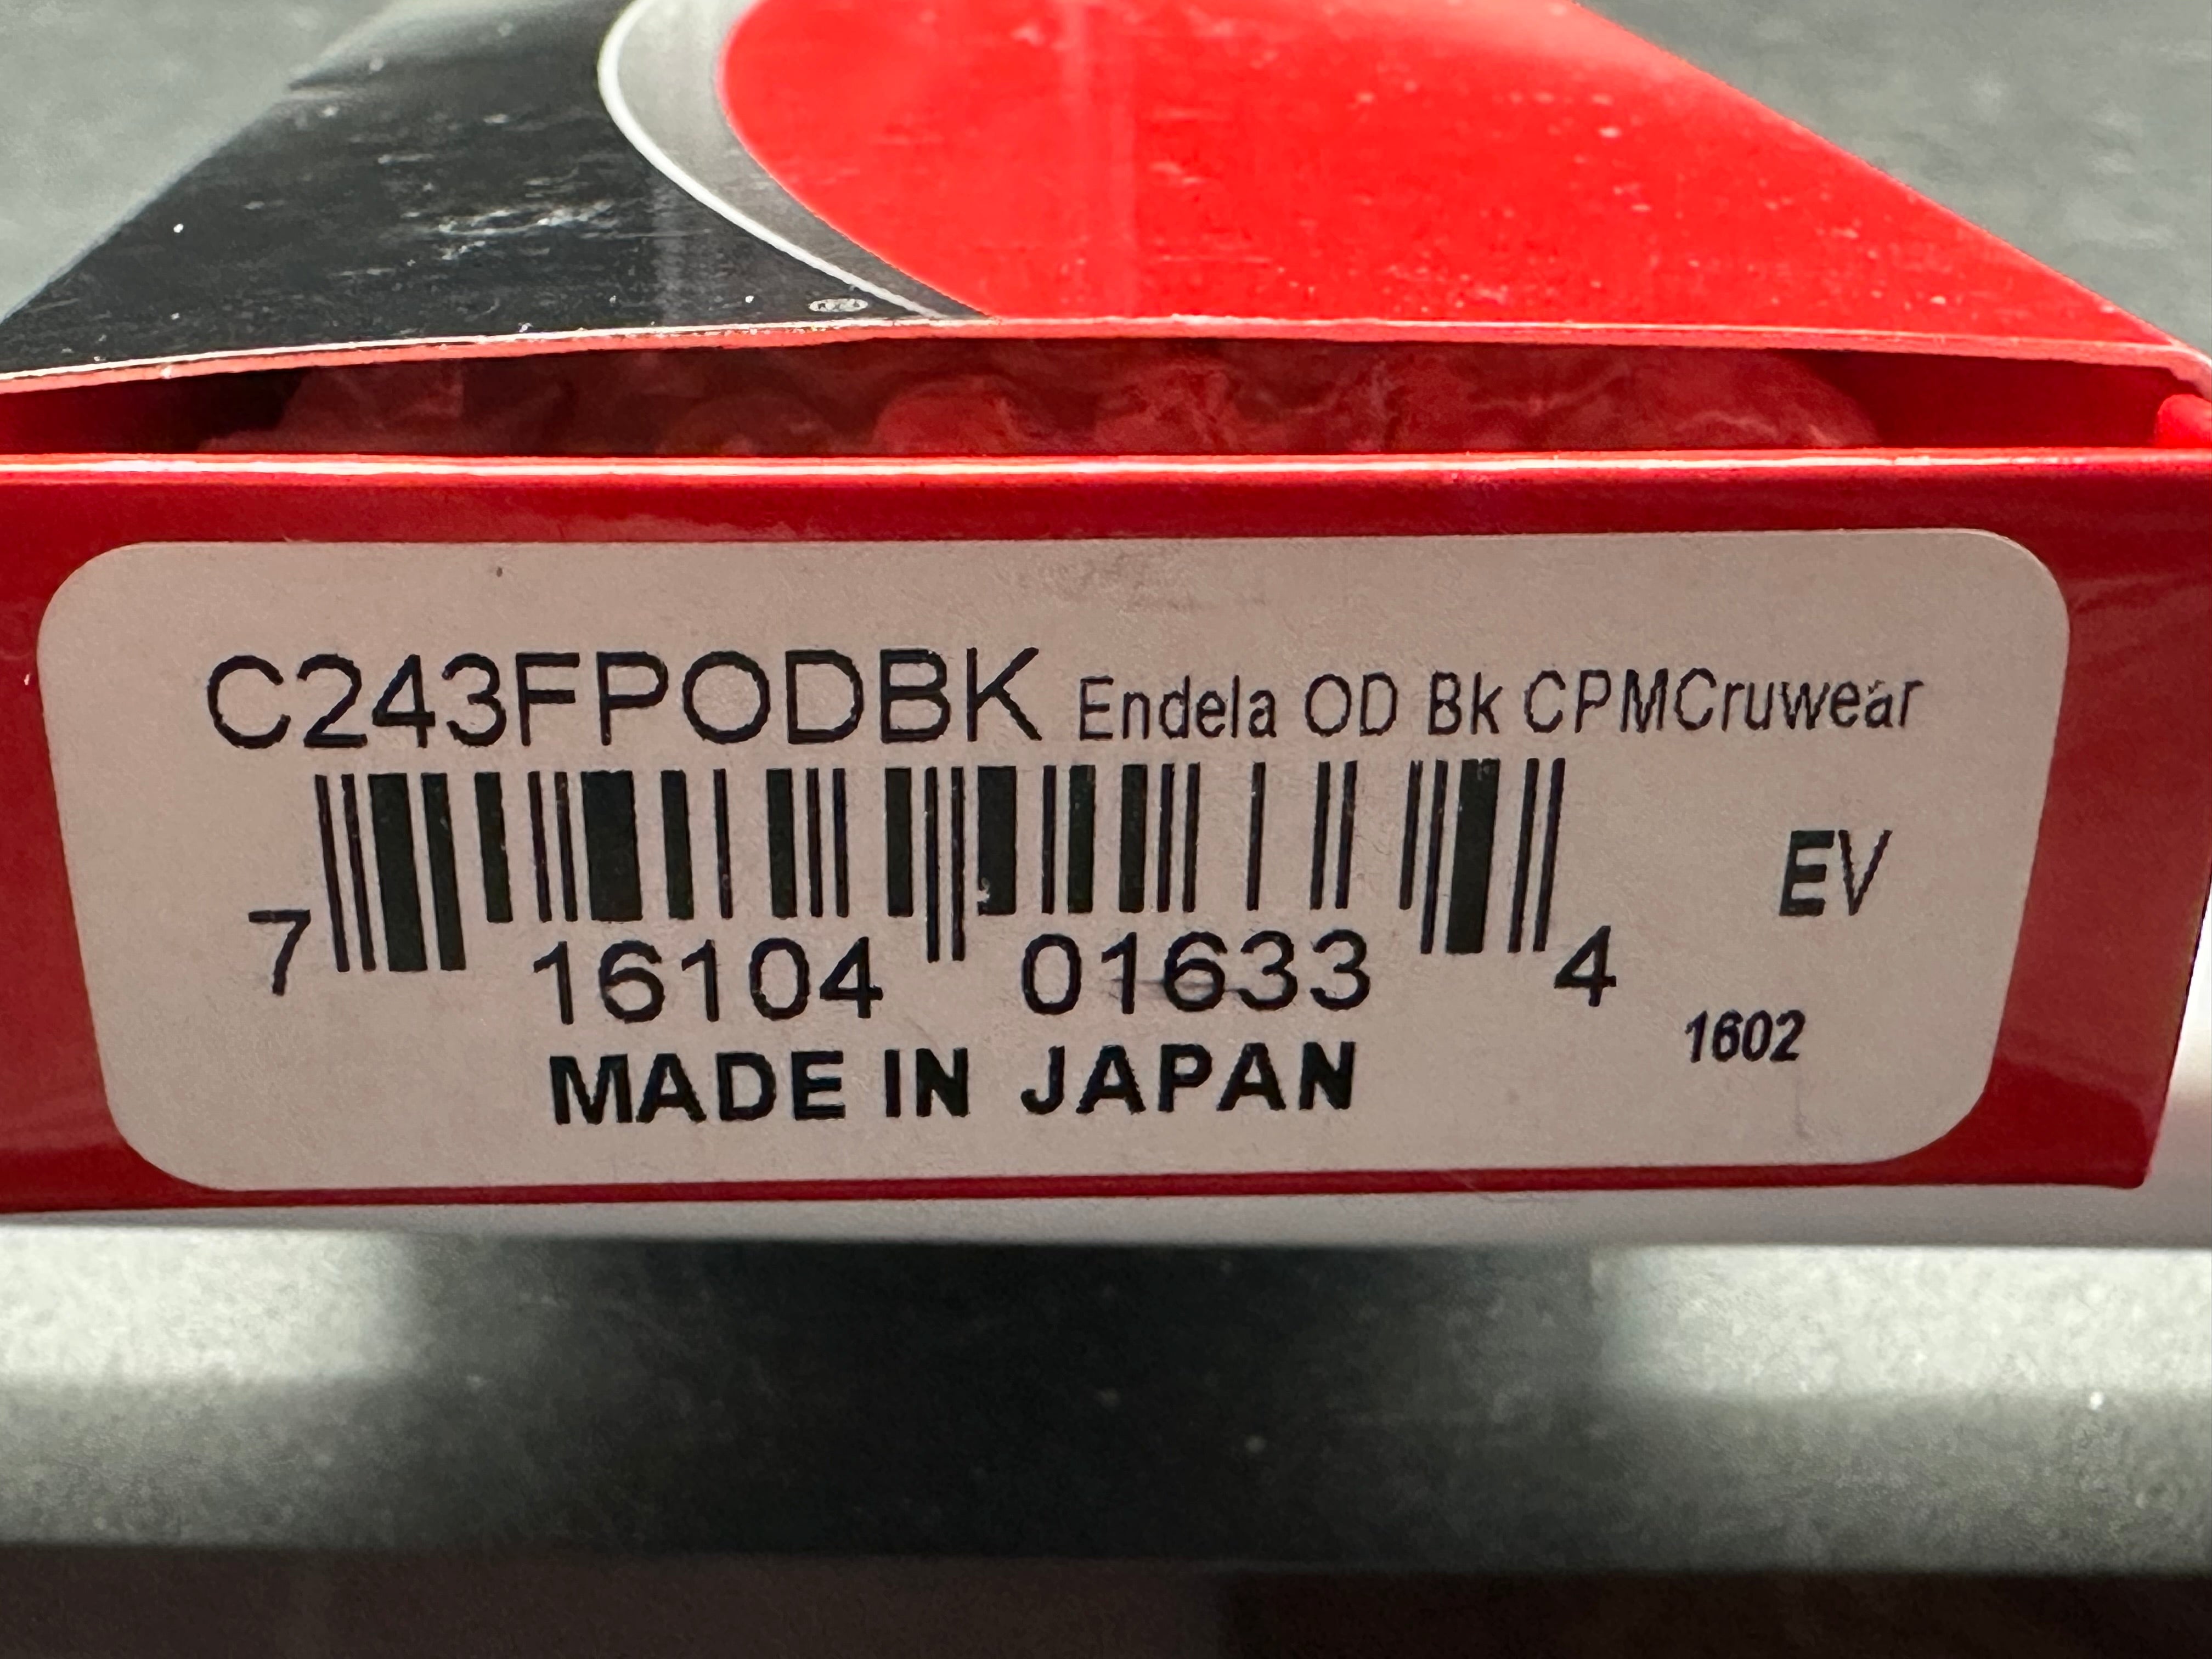 C243FPODBK Endela OD Bk CPMCruwear
EV
7 16104 01633 4
1602
MADE IN JAPAN